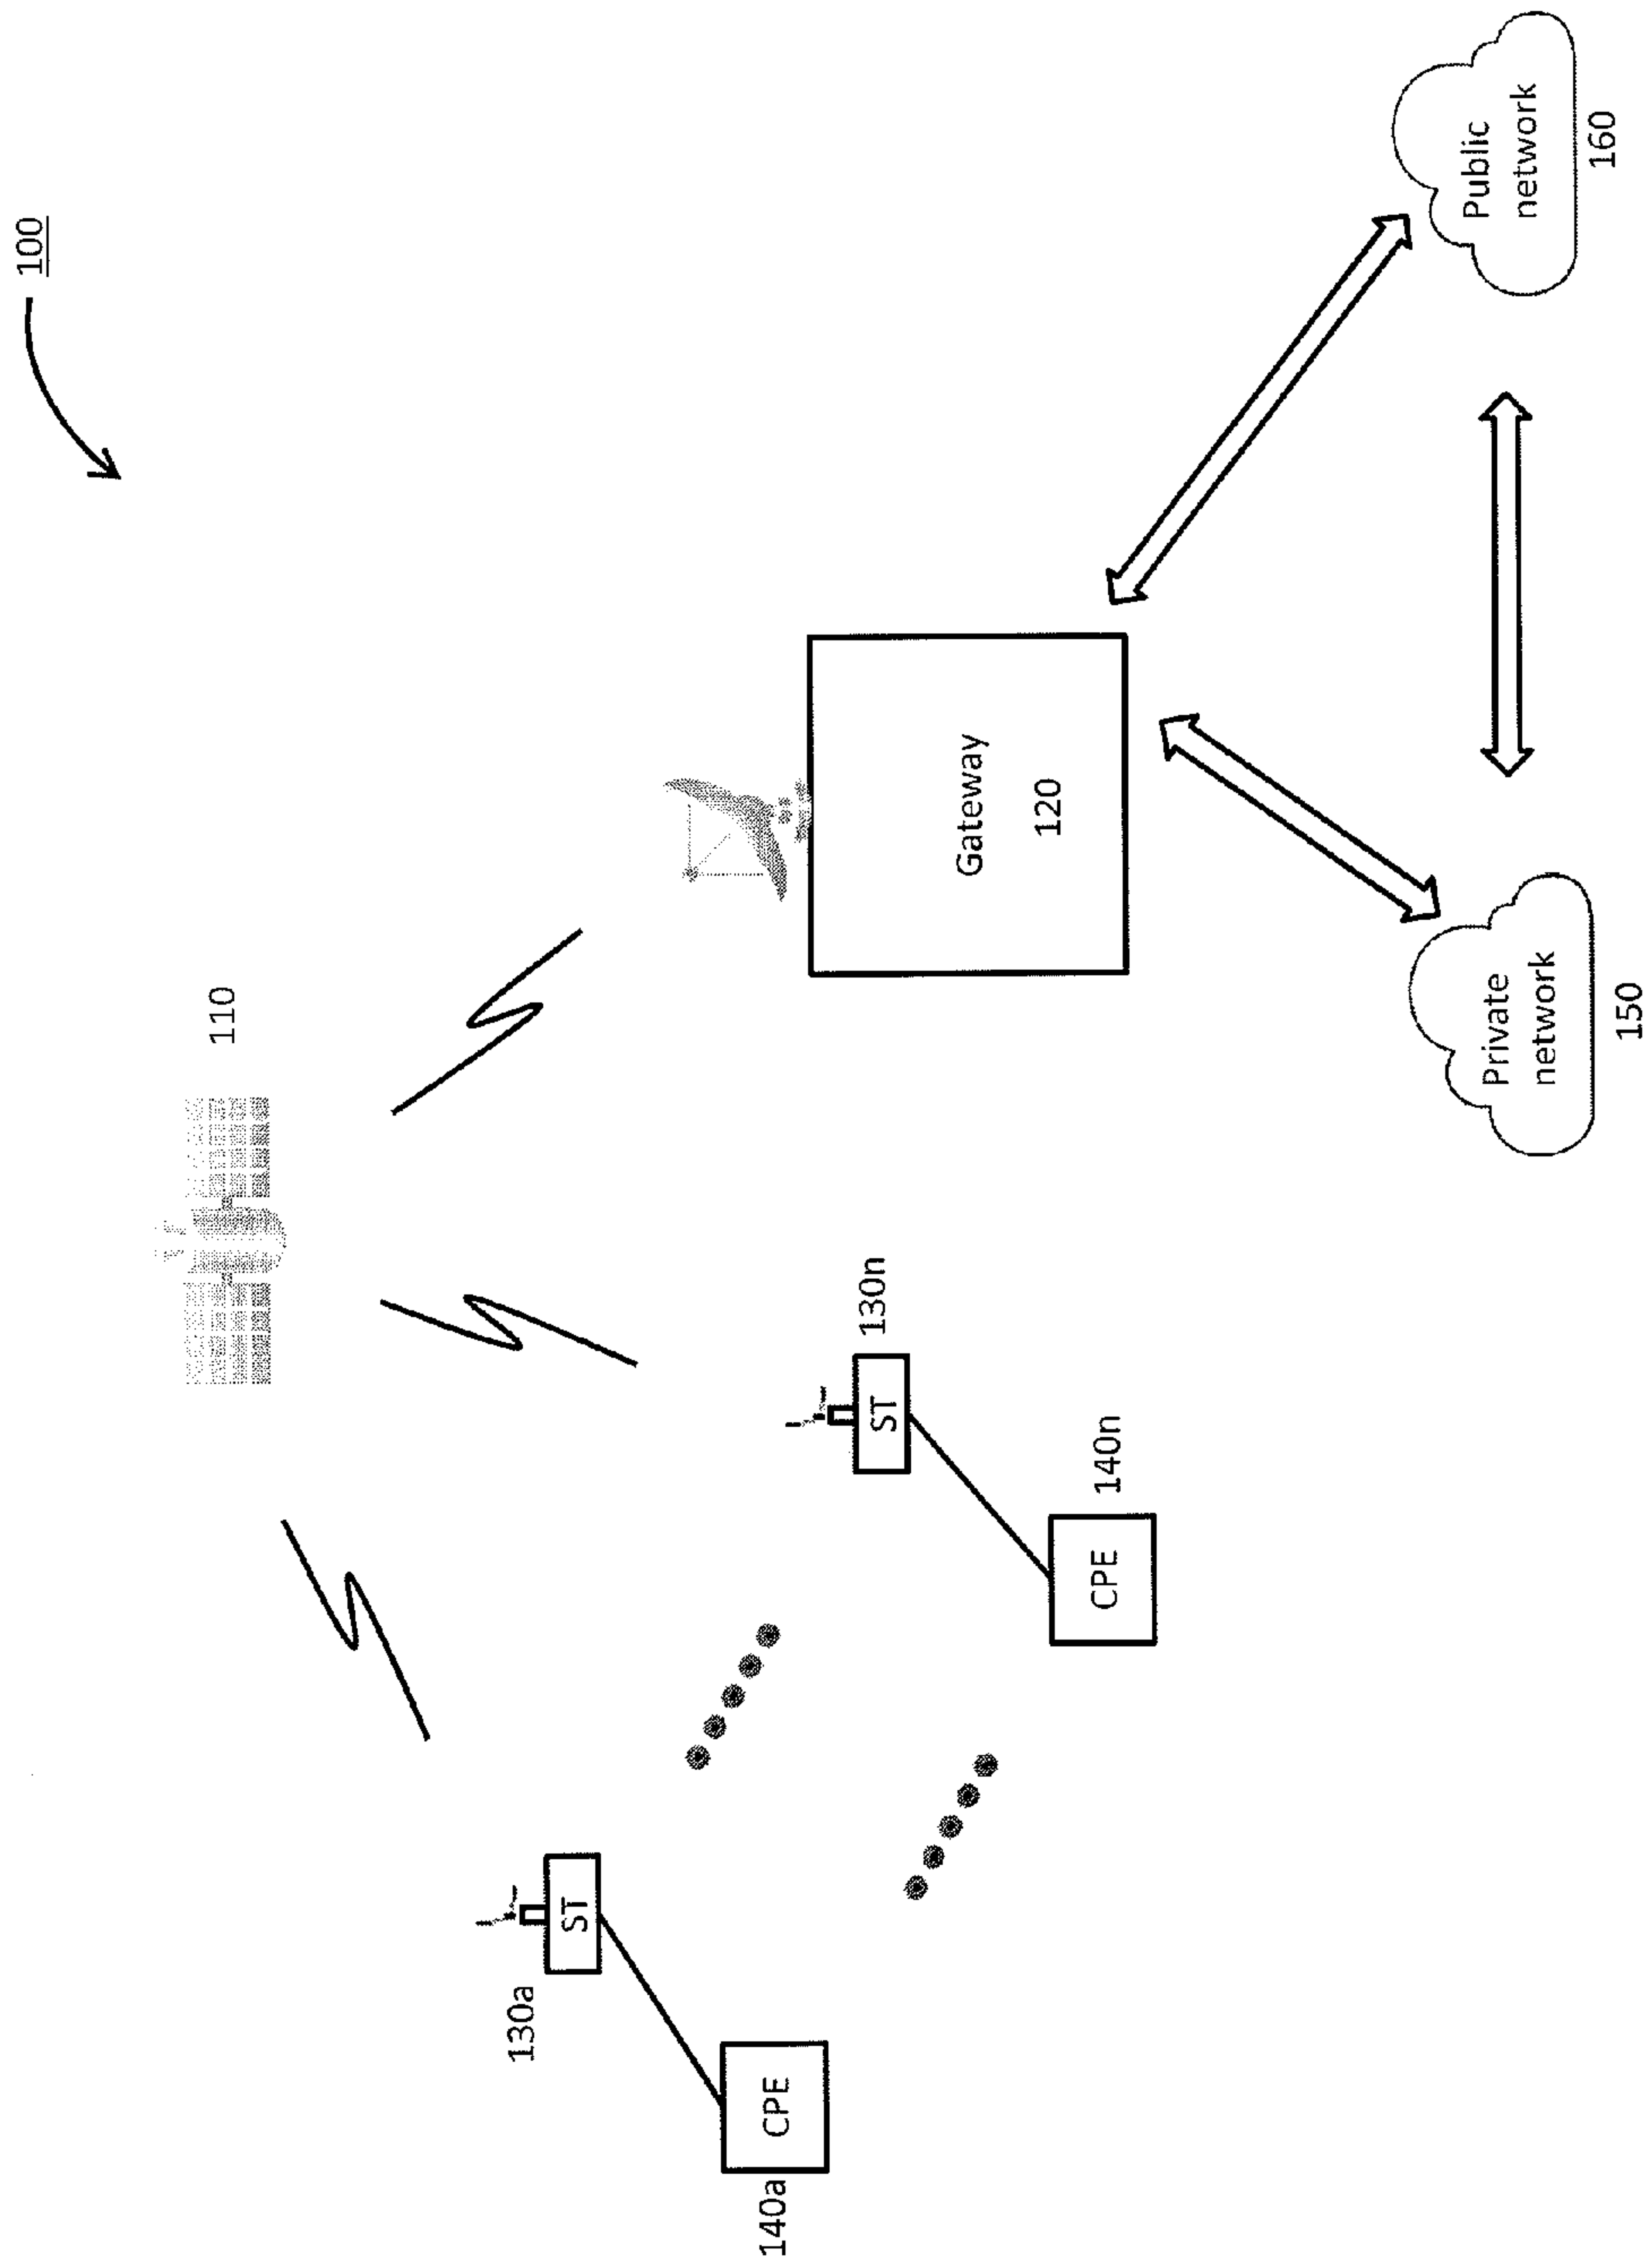 100
110
130a
ST
140a
CPE
130n
ST
140n
CPE
Gateway
120
Private
network
150
Public
network
160